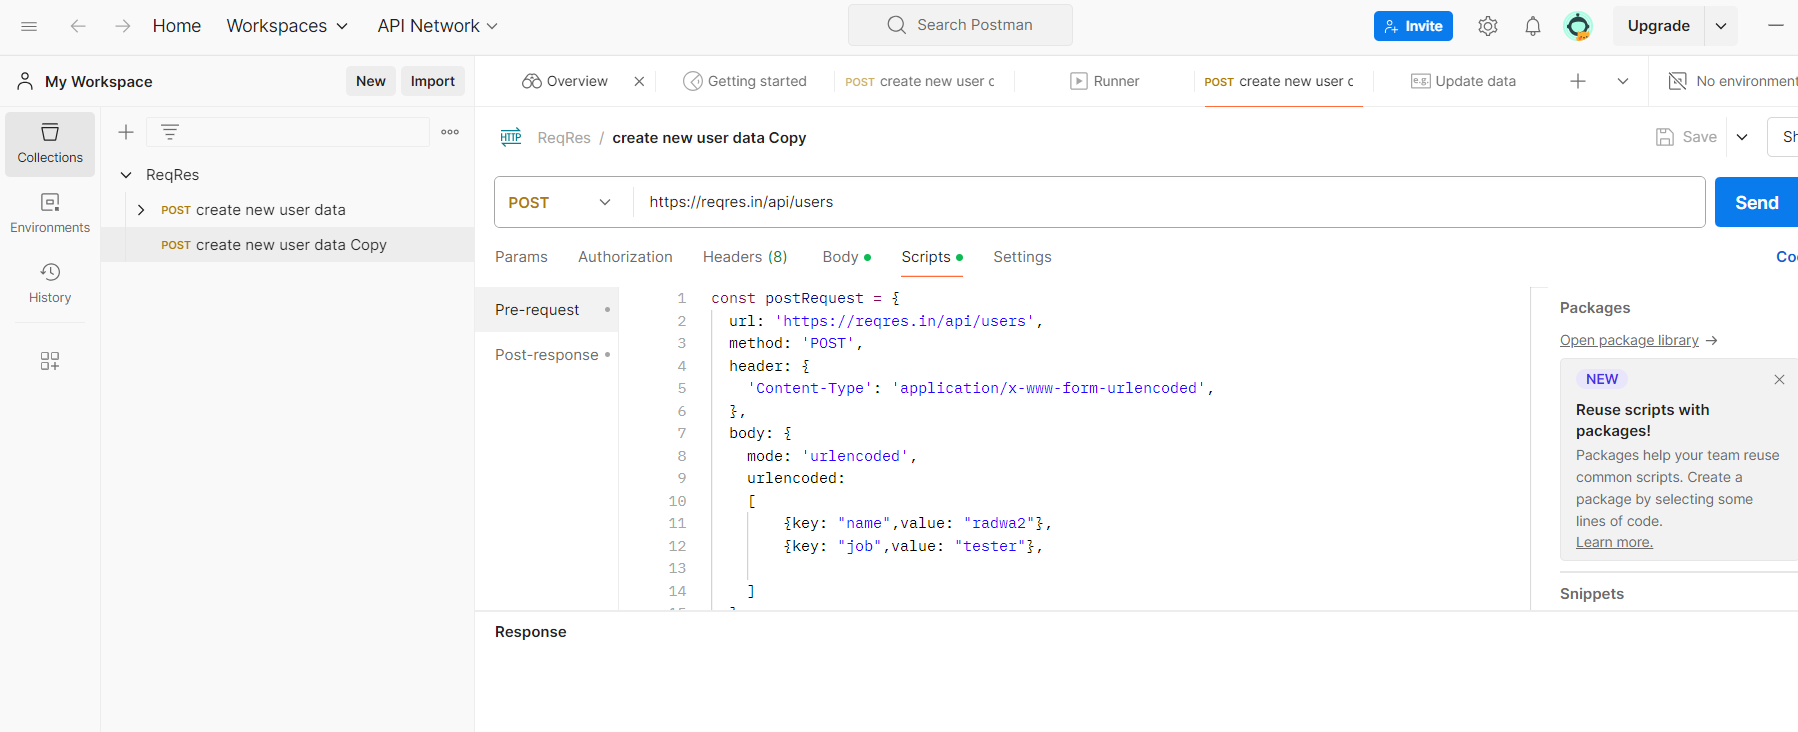 Home Workspaces API Network Search Postman Invite Upgrade
My Workspace New Import Overview Getting started POST create new user c Runner POST create new user c e.g. Update data No environment
Collections
Environments
History
ReqRes
POST create new user data
POST create new user data Copy
HTTP ReqRes / create new user data Copy Save Sh
POST https://reqres.in/api/users Send
Params Authorization Headers (8) Body Scripts Settings Coo
Pre-request
Post-response
1 const postRequest = {
2 url: 'https://reqres.in/api/users',
3 method: 'POST',
4 header: {
5 'Content-Type': 'application/x-www-form-urlencoded',
6 },
7 body: {
8 mode: 'urlencoded',
9 urlencoded:
10 [
11 {key: "name",value: "radwa2"},
12 {key: "job",value: "tester"},
13
14 ]
Packages
Open package library →
NEW
Reuse scripts with
packages!
Packages help your team reuse
common scripts. Create a
package by selecting some
lines of code.
Learn more.
Snippets
Response